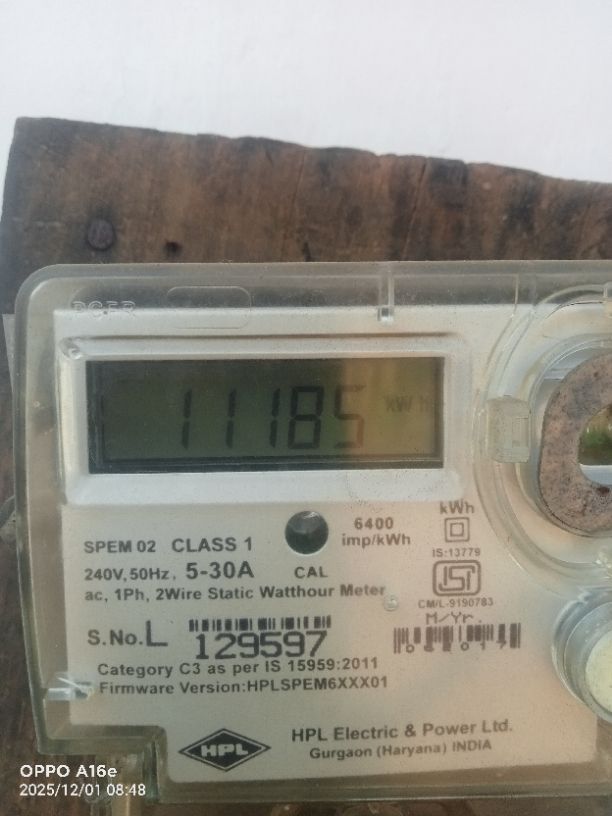 11185 kWh
SPEM 02 CLASS 1
240V,50Hz, 5-30A
ac, 1Ph, 2Wire Static Watthour Meter
CAL
6400
imp/kWh
kWh
IS:13779
ISI
CM/L-9190783
M/Yr.
S.No.L 129597
Category C3 as per IS 15959:2011
Firmware Version:HPLSPEM6XXX01
HPL
HPL Electric & Power Ltd.
Gurgaon (Haryana) INDIA
OPPO A16e
2025/12/01 08:48